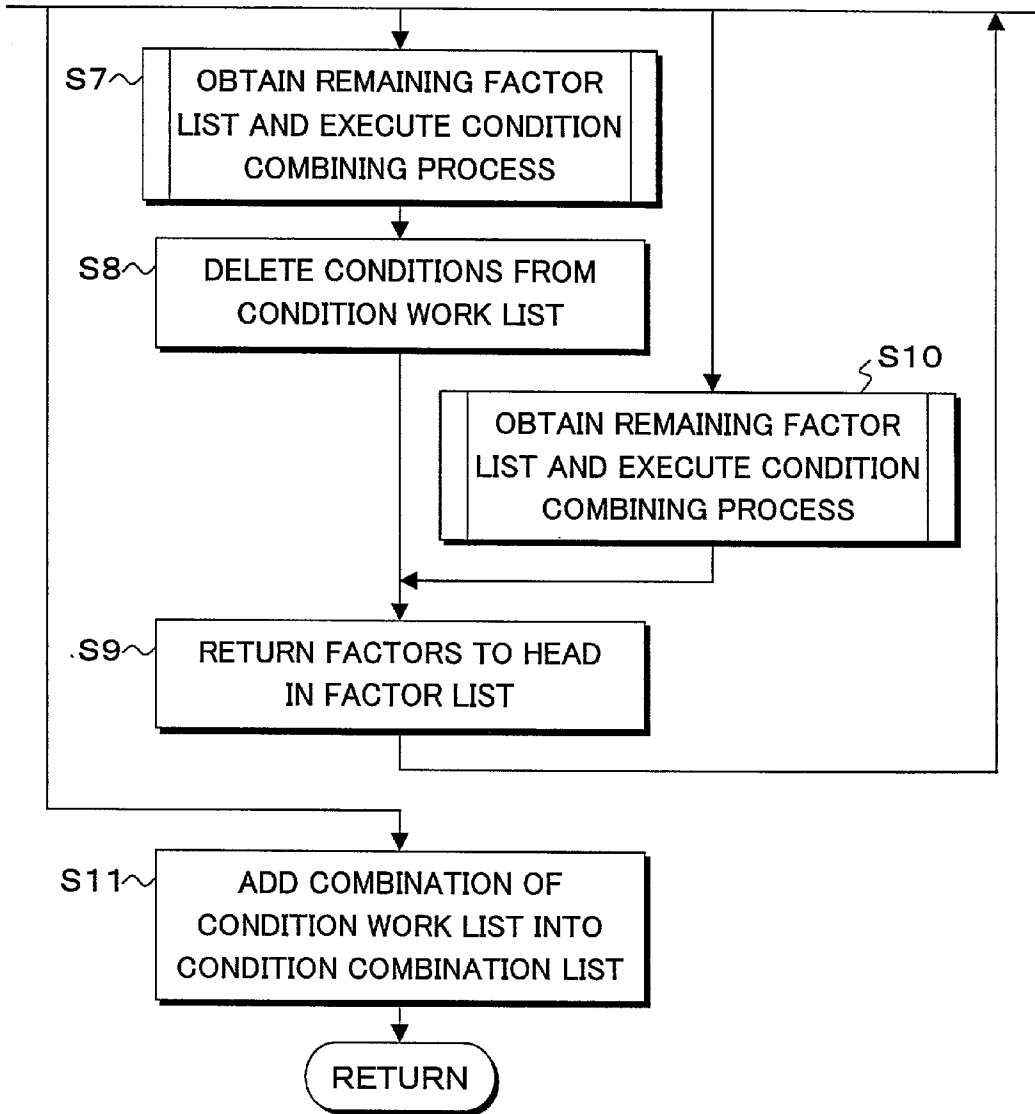 S7
OBTAIN REMAINING FACTOR
LIST AND EXECUTE CONDITION
COMBINING PROCESS
S8
DELETE CONDITIONS FROM
CONDITION WORK LIST
S10
OBTAIN REMAINING FACTOR
LIST AND EXECUTE CONDITION
COMBINING PROCESS
S9
RETURN FACTORS TO HEAD
IN FACTOR LIST
S11
ADD COMBINATION OF
CONDITION WORK LIST INTO
CONDITION COMBINATION LIST
RETURN